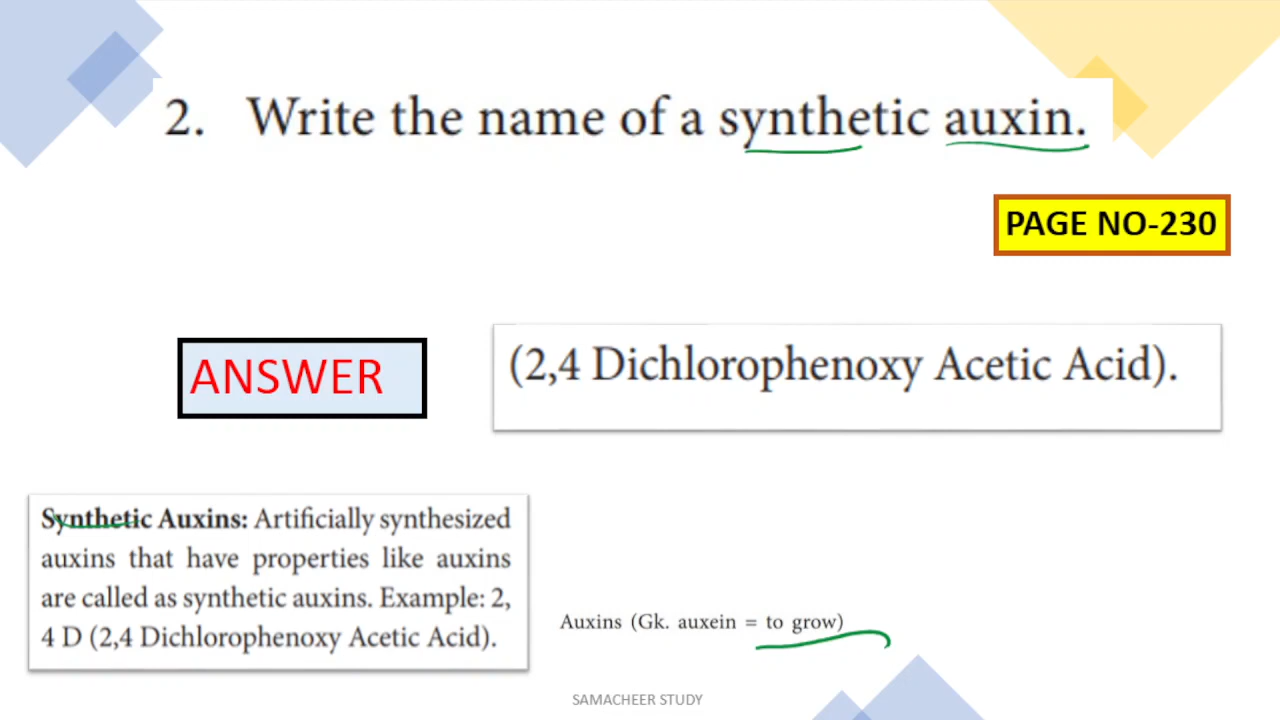 2. Write the name of a synthetic auxin.
PAGE NO-230
ANSWER
(2,4 Dichlorophenoxy Acetic Acid).
Synthetic Auxins: Artificially synthesized
auxins that have properties like auxins
are called as synthetic auxins. Example: 2,
4 D (2,4 Dichlorophenoxy Acetic Acid).
Auxins (Gk. auxein = to grow)
SAMACHEER STUDY